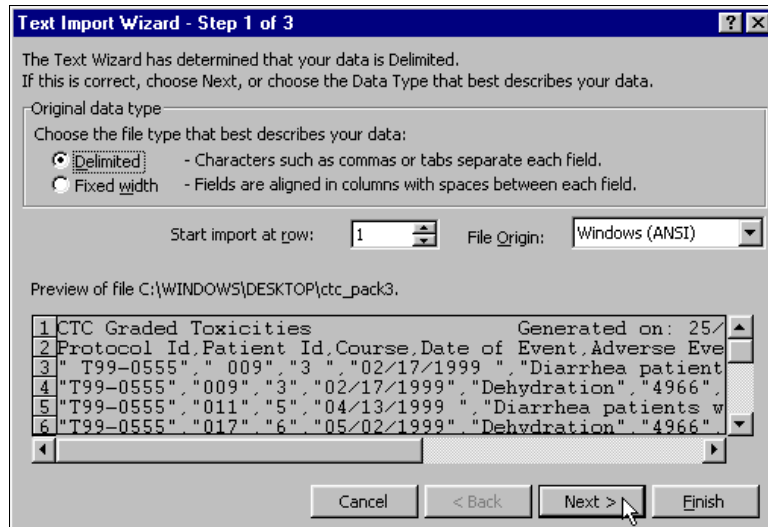 Text Import Wizard - Step 1 of 3
The Text Wizard has determined that your data is Delimited.
If this is correct, choose Next, or choose the Data Type that best describes your data.
Original data type
Choose the file type that best describes your data:
Delimited - Characters such as commas or tabs separate each field.
Fixed width - Fields are aligned in columns with spaces between each field.
Start import at row: 1 File Origin: Windows (ANSI)
Preview of file C:\WINDOWS\DESKTOP\ctc_pack3.
1 CTC Graded Toxicities Generated on: 25/
2 Protocol Id,Patient Id,Course,Date of Event,Adverse Eve
3 " T99-0555"," 009","3 ","02/17/1999 ","Diarrhea patient
4 "T99-0555","009","3","02/17/1999","Dehydration","4966",
5 "T99-0555","011","5","04/13/1999 ","Diarrhea patients w
6 "T99-0555","017","6","05/02/1999","Dehydration","4966",
Cancel < Back Next > Finish